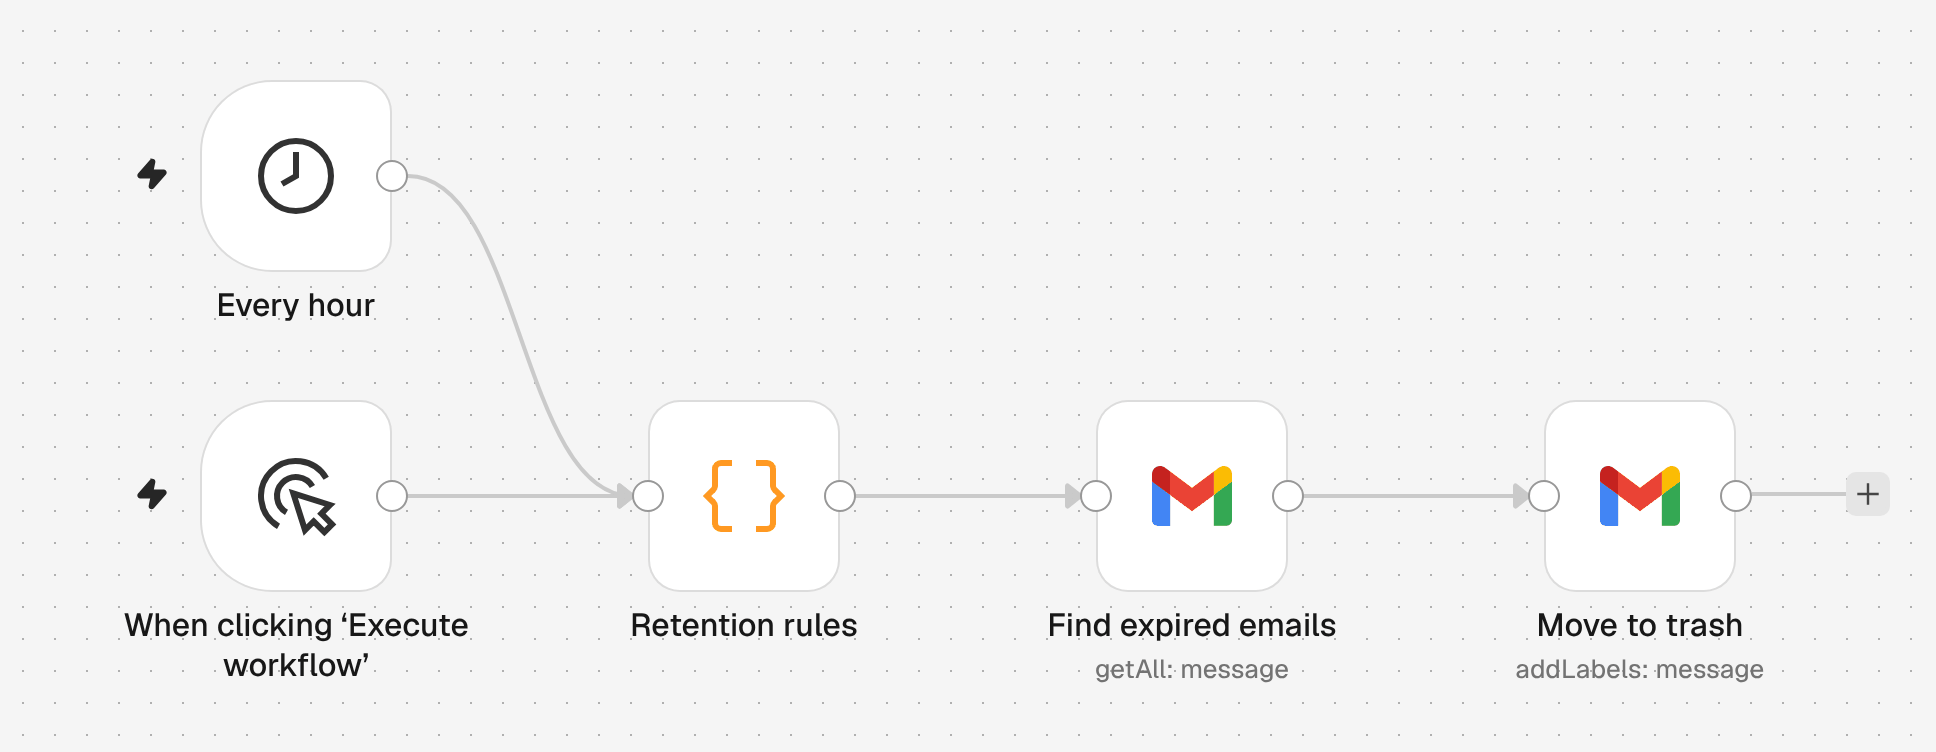 Every hour
When clicking ‘Execute
workflow’
Retention rules
Find expired emails
getAll: message
Move to trash
addLabels: message